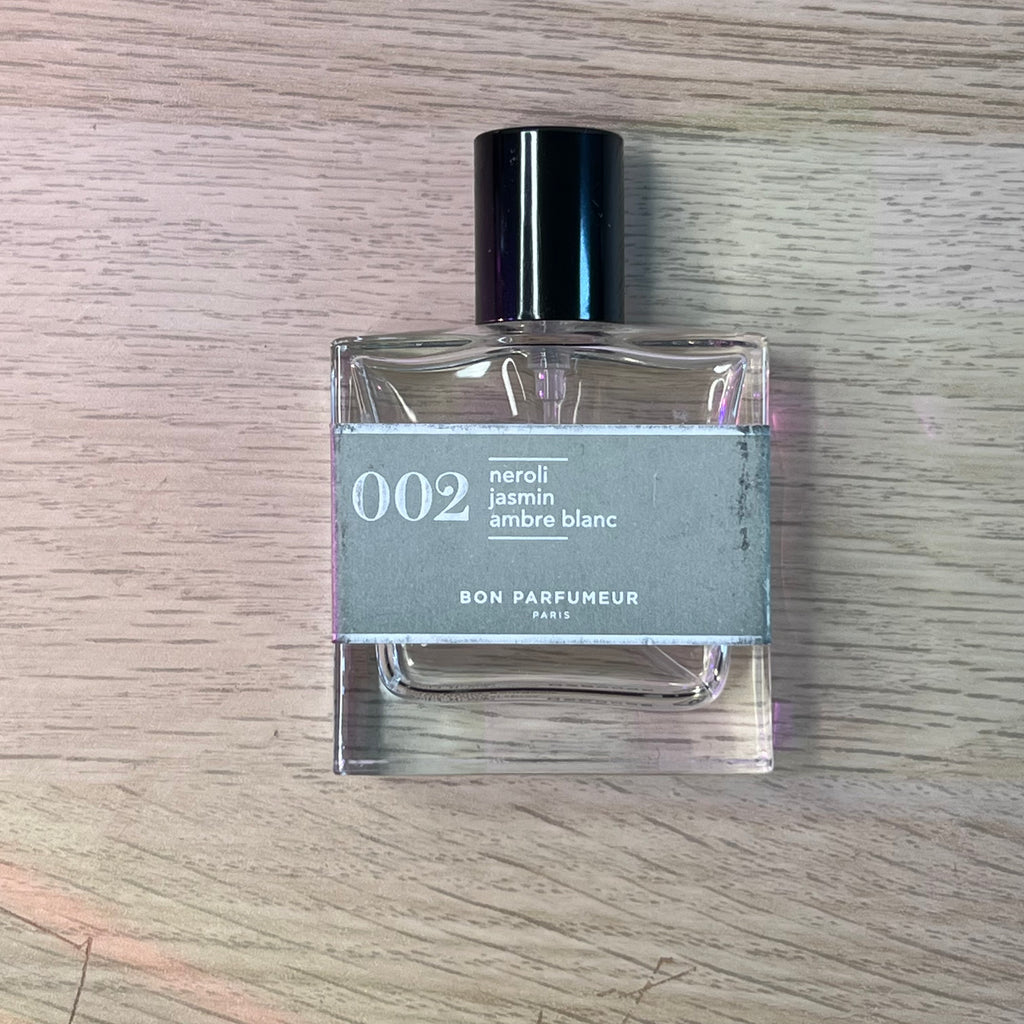 002
neroli
jasmin
ambre blanc
BON PARFUMEUR
PARIS